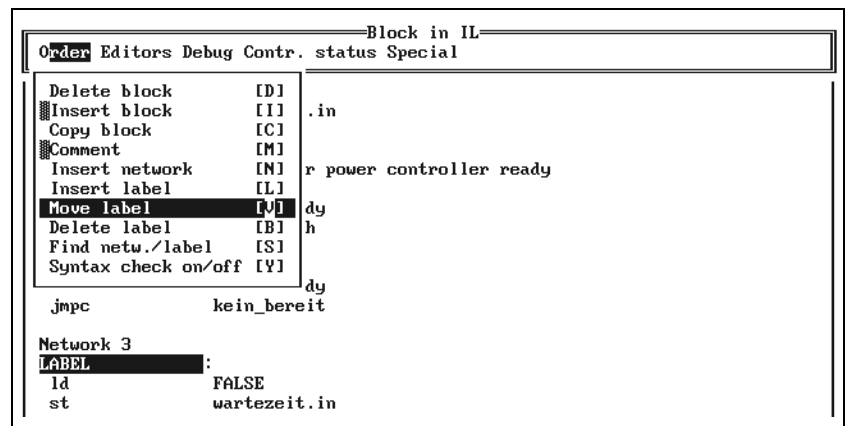 Block in IL
Order Editors Debug Contr. status Special
Delete block [D]
Insert block [I] .in
Copy block [C]
Comment [M]
Insert network [N] r power controller ready
Insert label [L]
Move label [V] dy
Delete label [B] h
Find netw./label [S]
Syntax check on/off [Y]
dy
jmpc kein_bereit
Network 3
LABEL :
ld FALSE
st wartezeit.in